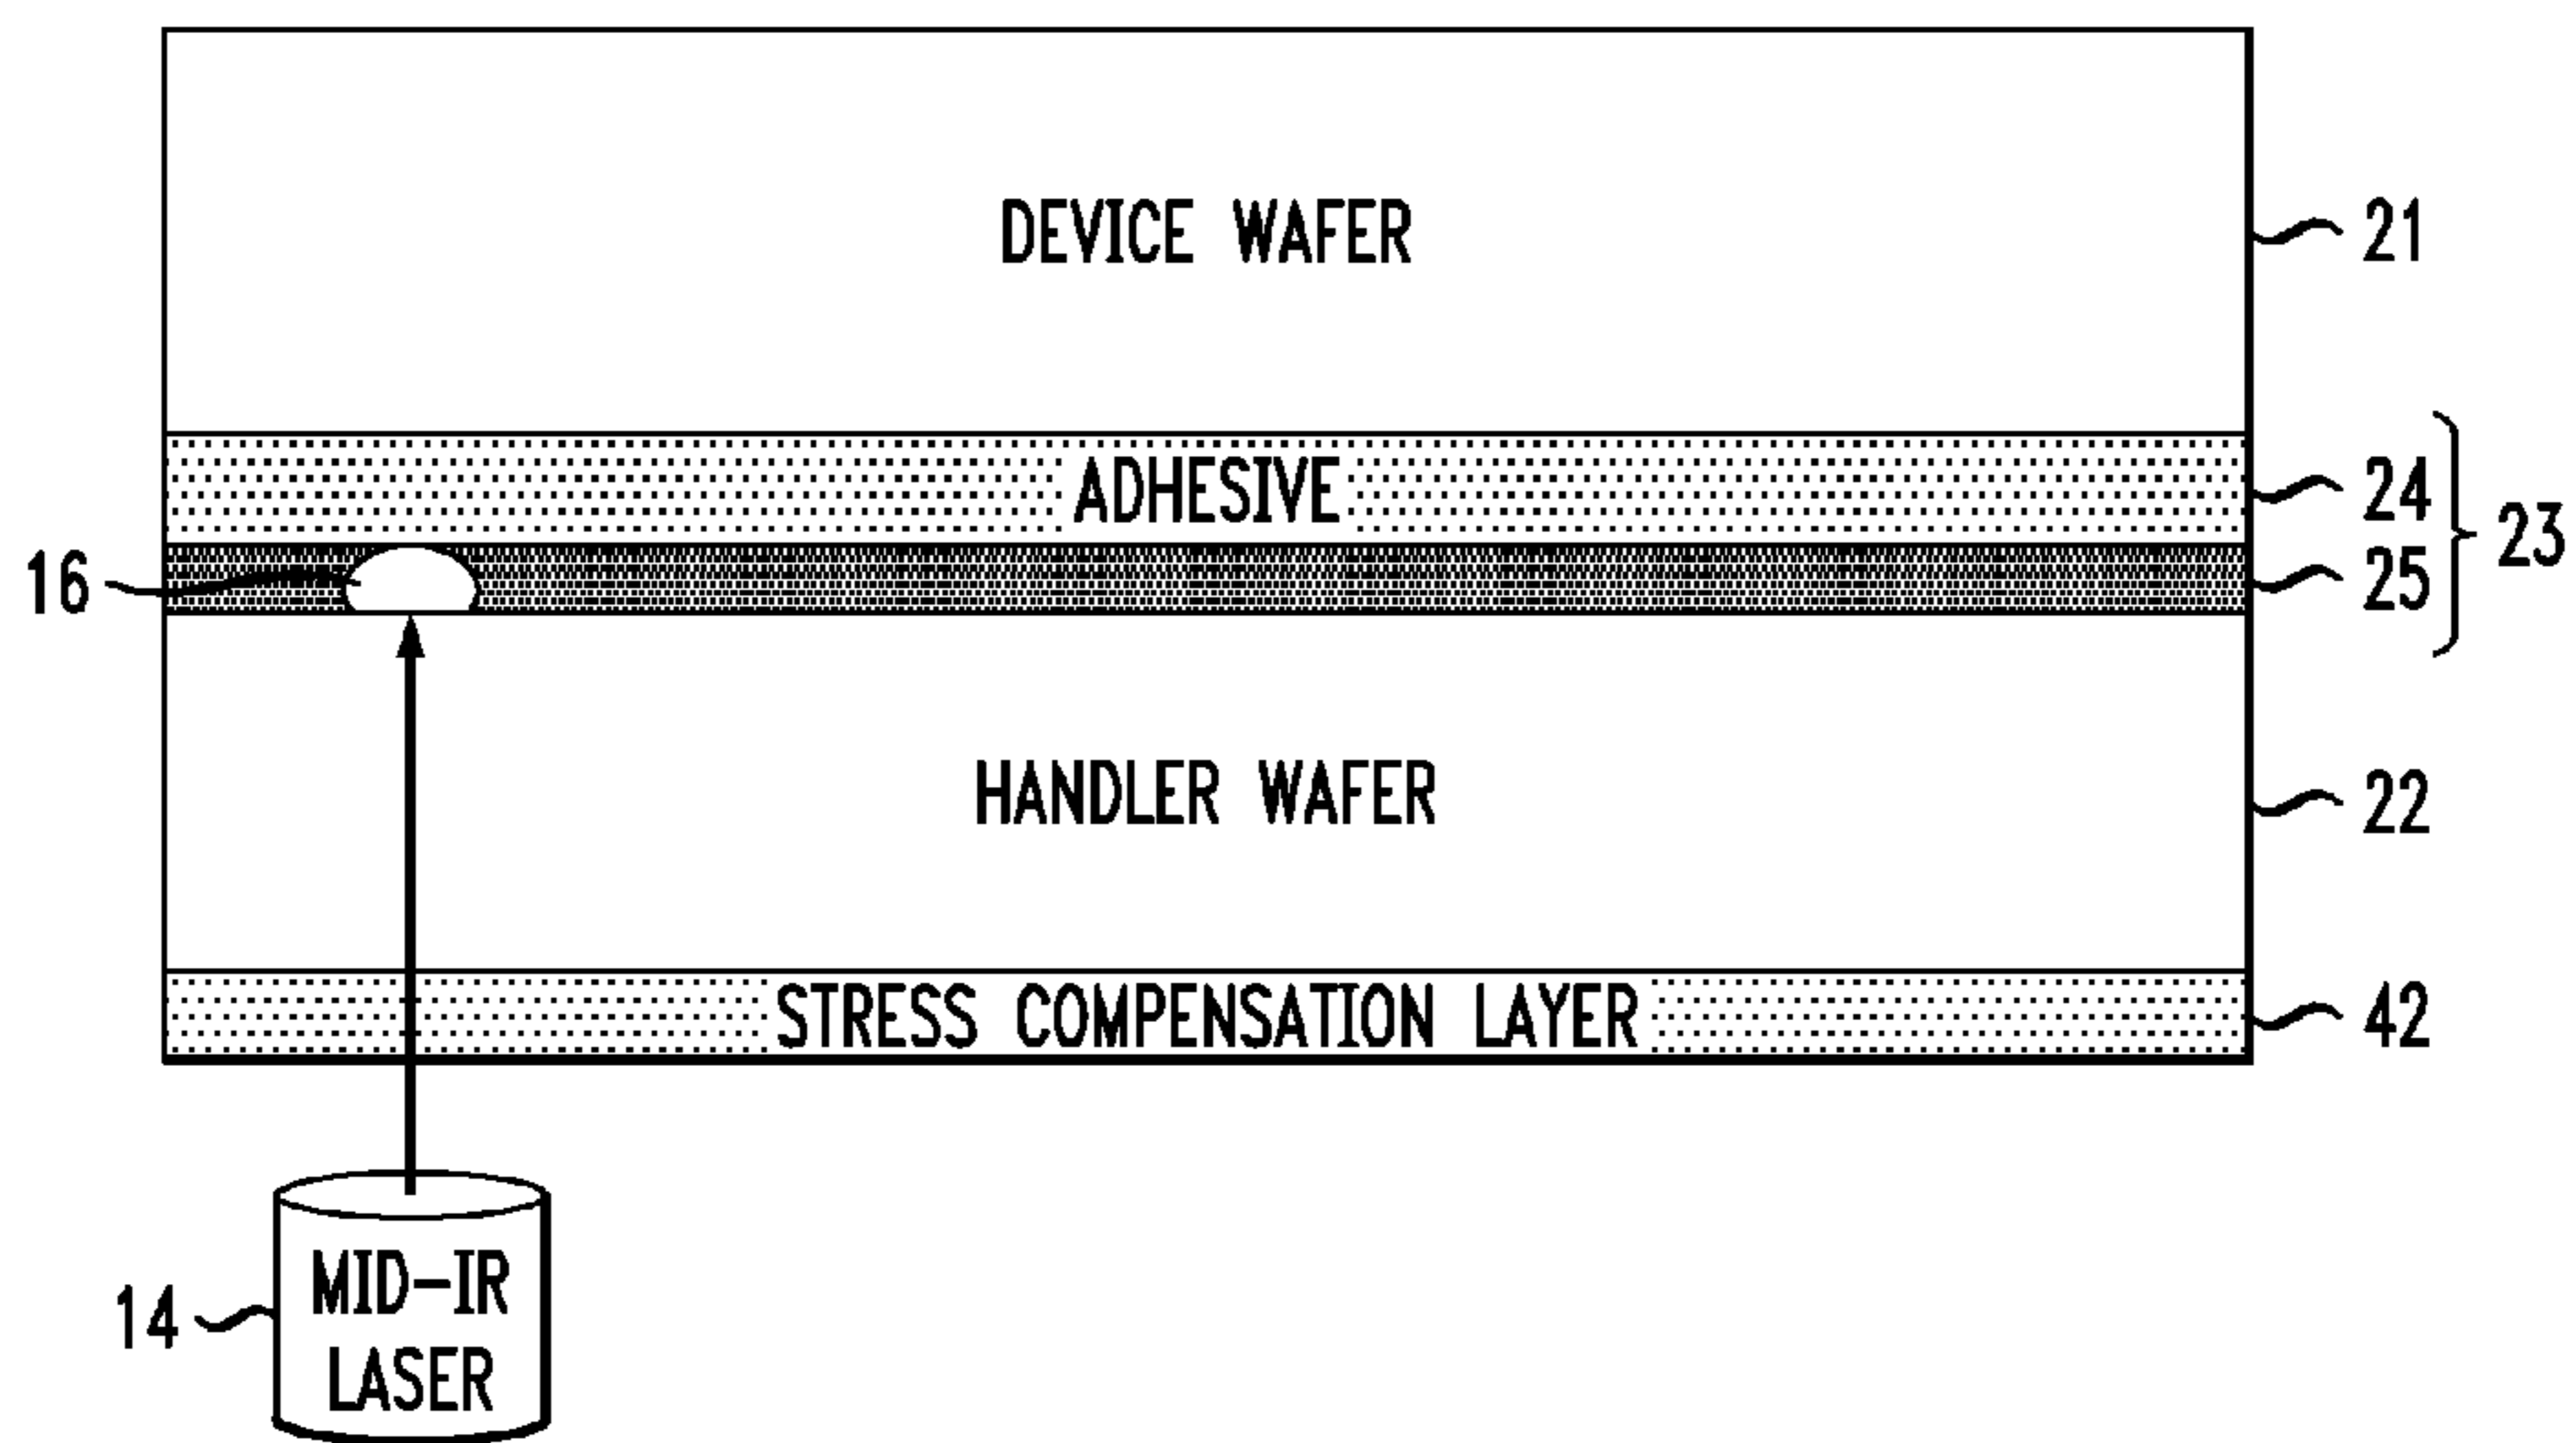 DEVICE WAFER
21
ADHESIVE
24
23
16
25
HANDLER WAFER
22
STRESS COMPENSATION LAYER
42
14
MID-IR
LASER